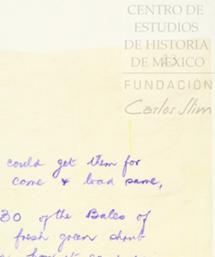 CENTRO DE
ESTUDIOS
DE HISTORIA
DE MÉXICO
FUNDACIÓN
Carlos Slim
could get them for
come & load same,
30 of the Bales of
fresh green